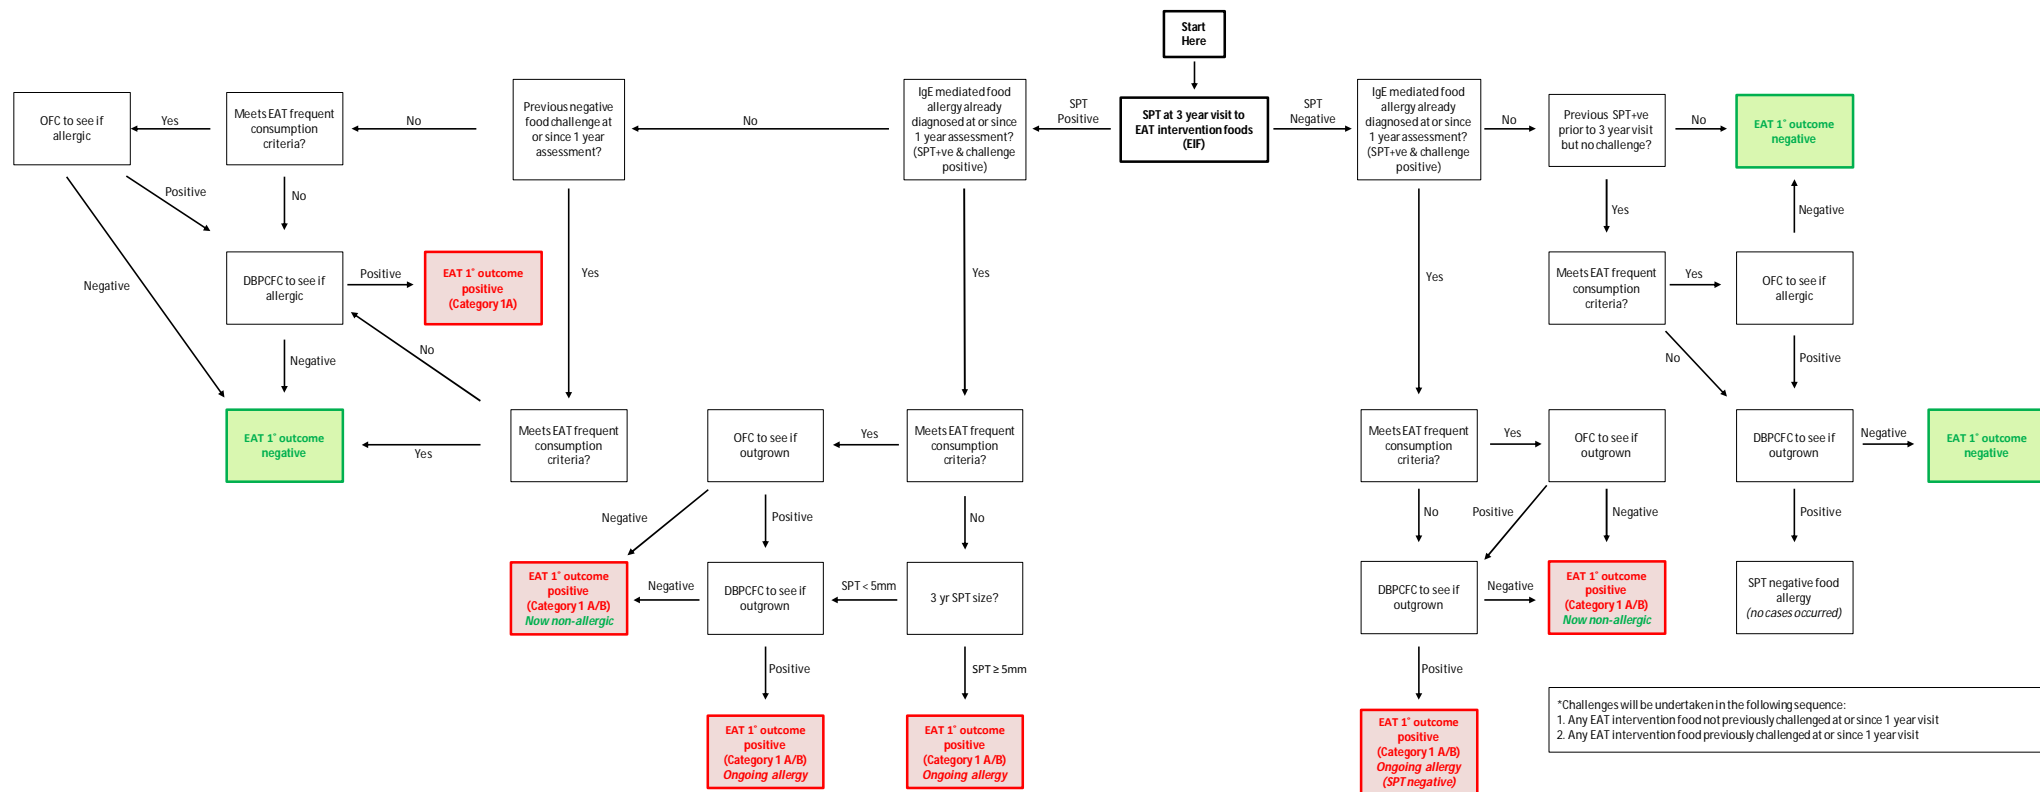 Start
Here
OFC to see if
allergic
Yes
Meets EAT frequent
consumption
criteria?
No
Previous negative
food challenge at
or since 1 year
assessment?
No
IgE mediated food
allergy already
diagnosed at or since
1 year assessment?
(SPT+ve & challenge
positive)
SPT
Positive
SPT at 3 year visit to
EAT intervention foods
(EIF)
SPT
Negative
IgE mediated food
allergy already
diagnosed at or since
1 year assessment?
(SPT+ve & challenge
positive)
No
Previous SPT+ve
prior to 3 year visit
but no challenge?
No
EAT 1° outcome
negative
Positive
No
Yes
Negative
Negative
DBPCFC to see if
allergic
Positive
EAT 1° outcome
positive
(Category 1A)
Yes
Yes
Yes
Meets EAT frequent
consumption
criteria?
Yes
OFC to see if
allergic
Negative
No
No
Positive
EAT 1° outcome
negative
Yes
Meets EAT frequent
consumption
criteria?
OFC to see if
outgrown
Yes
Meets EAT frequent
consumption
criteria?
Meets EAT frequent
consumption
criteria?
Yes
OFC to see if
outgrown
DBPCFC to see if
outgrown
Negative
EAT 1° outcome
negative
Negative
Positive
No
No
Positive
Negative
Positive
EAT 1° outcome
positive
(Category 1 A/B)
Now non-allergic
Negative
DBPCFC to see if
outgrown
SPT < 5mm
3 yr SPT size?
DBPCFC to see if
outgrown
Negative
EAT 1° outcome
positive
(Category 1 A/B)
Now non-allergic
SPT negative food
allergy
(no cases occurred)
Positive
SPT ≥ 5mm
Positive
EAT 1° outcome
positive
(Category 1 A/B)
Ongoing allergy
EAT 1° outcome
positive
(Category 1 A/B)
Ongoing allergy
EAT 1° outcome
positive
(Category 1 A/B)
Ongoing allergy
(SPT negative)
*Challenges will be undertaken in the following sequence:
1. Any EAT intervention food not previously challenged at or since 1 year visit
2. Any EAT intervention food previously challenged at or since 1 year visit